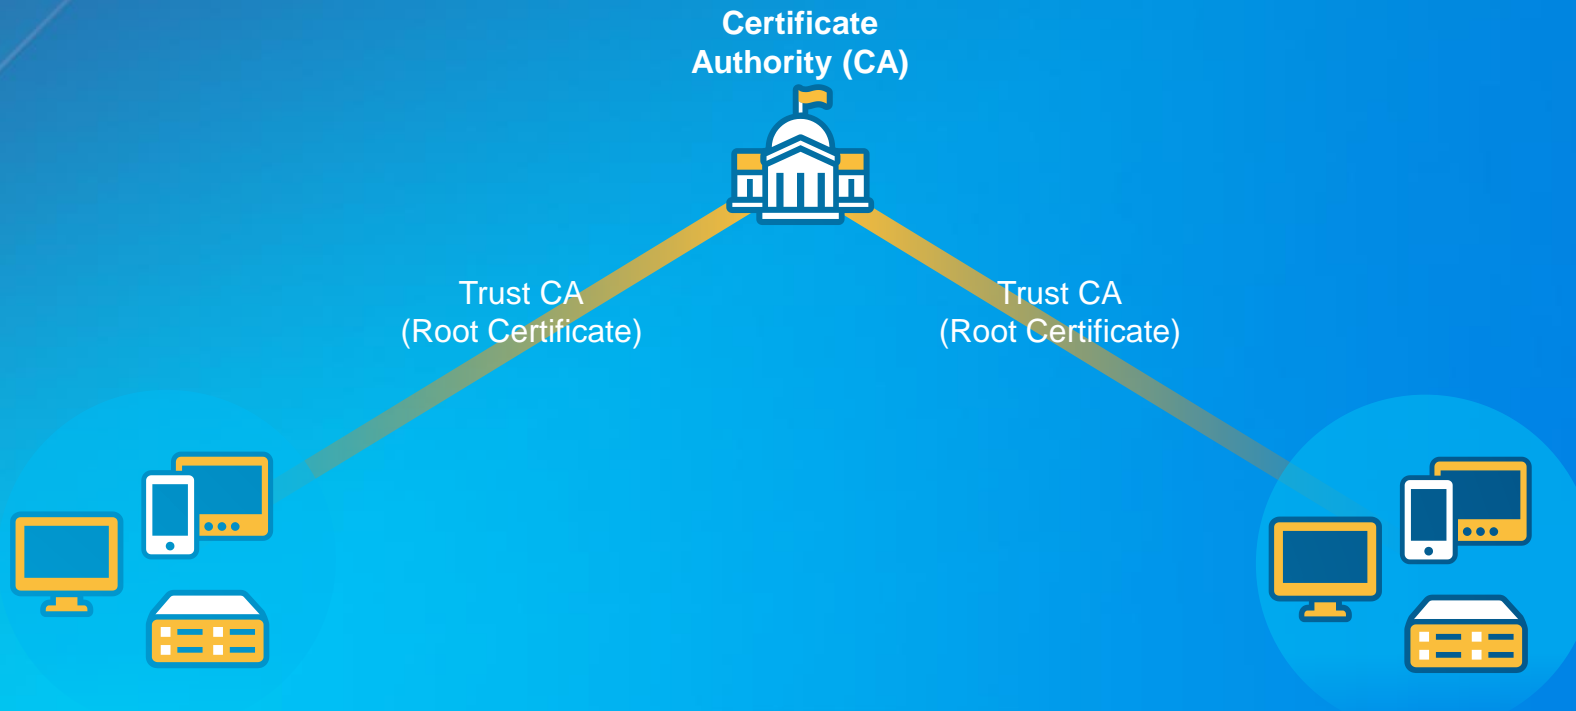 Certificate
Authority (CA)
Trust CA
(Root Certificate)
Trust CA
(Root Certificate)